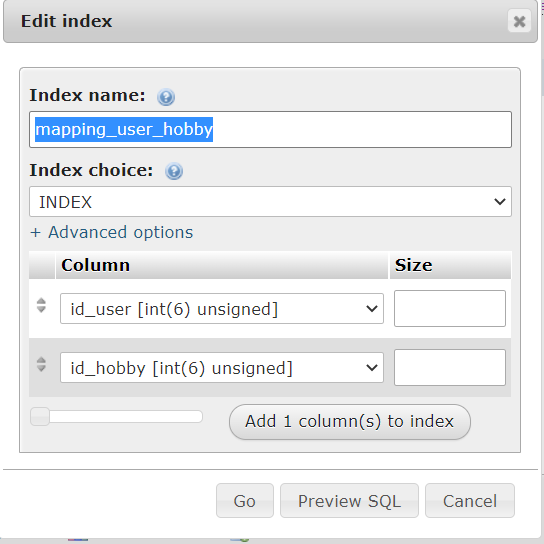 Edit index
Index name:
mapping_user_hobby
Index choice:
INDEX
+ Advanced options
Column Size
id_user [int(6) unsigned]
id_hobby [int(6) unsigned]
Add 1 column(s) to index
Go Preview SQL Cancel